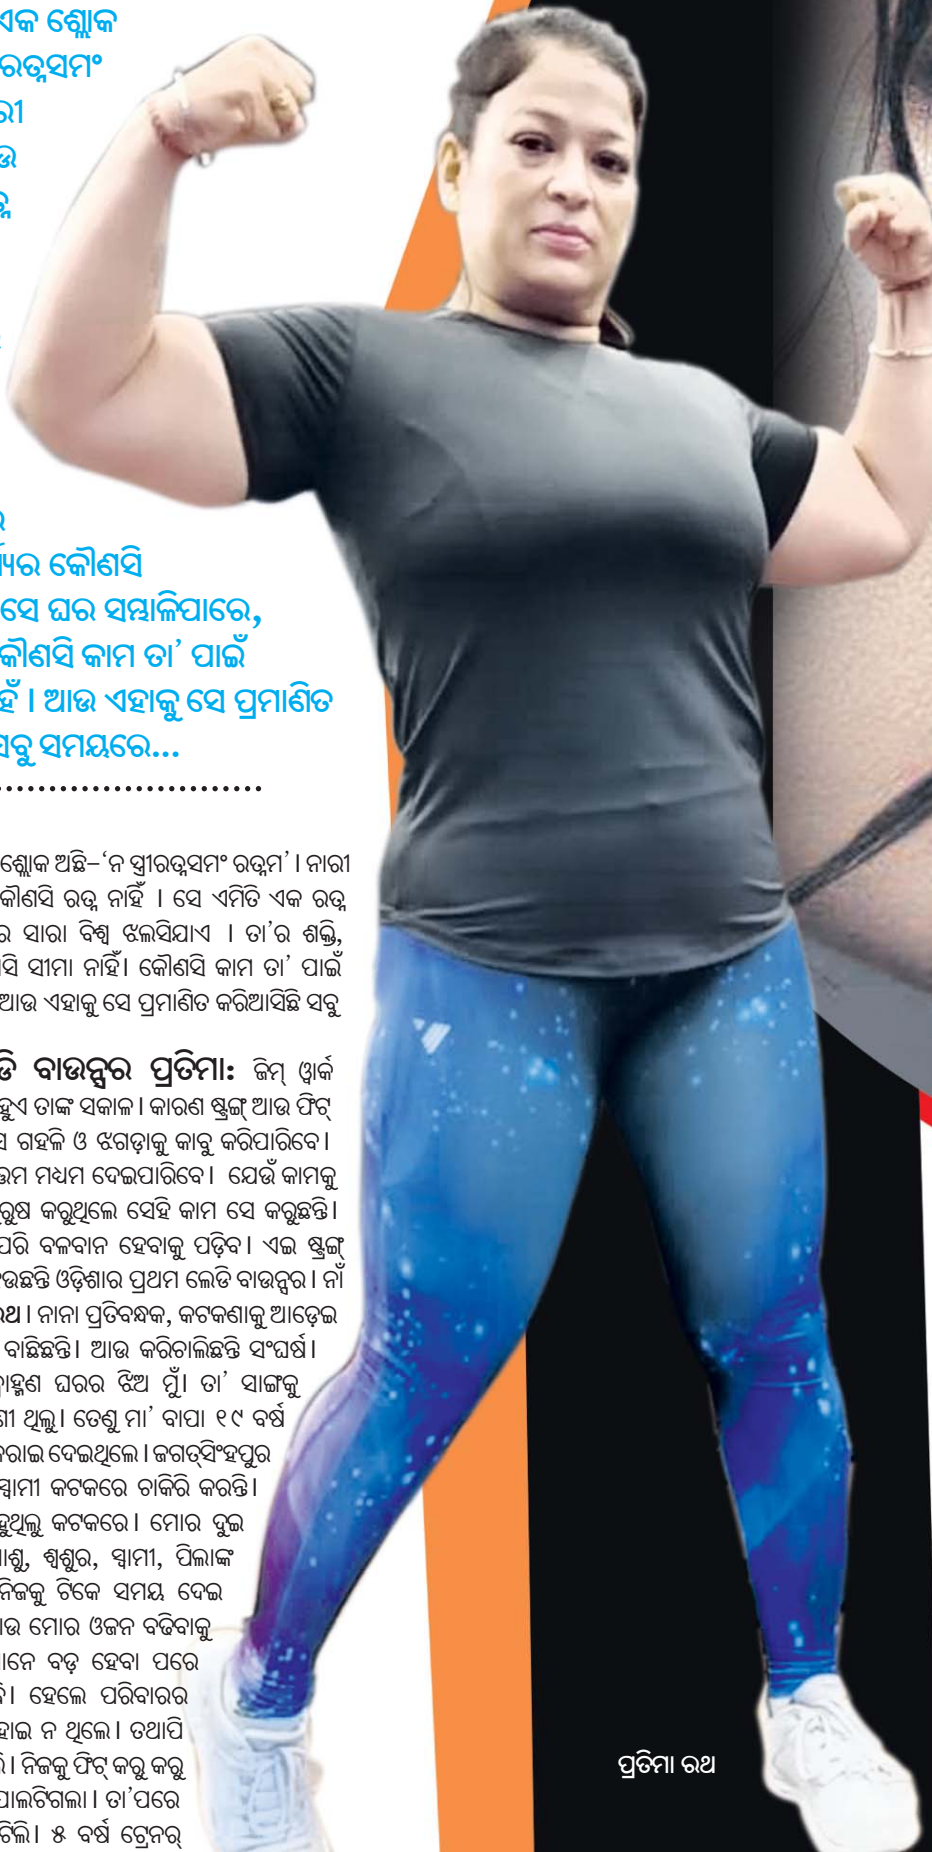 ଏକ ଶ୍ଲୋକ
ରତ୍ନସମଂ
ରୀ
ଉ
ତ୍ନ
ର
ର୍ଯ୍ୟର କୌଣସି
ସେ ଘର ସମ୍ଭାଳିପାରେ,
କୌଣସି କାମ ତା’ ପାଇଁ
ହଁ । ଆଉ ଏହାକୁ ସେ ପ୍ରମାଣିତ
ସବୁ ସମୟରେ...
ଶ୍ଲୋକ ଅଛି–‘ନ ସ୍ତ୍ରୀରତ୍ନସମଂ ରତ୍ନମ’ । ନାରୀ
କୌଣସି ରତ୍ନ ନାହିଁ । ସେ ଏମିତି ଏକ ରତ୍ନ
ର ସାରା ବିଶ୍ୱ ଝଲସିଯାଏ । ତା’ର ଶକ୍ତି,
ସି ସୀମା ନାହିଁ। କୌଣସି କାମ ତା’ ପାଇଁ
ଆଉ ଏହାକୁ ସେ ପ୍ରମାଣିତ କରିଆସିଛି ସବୁ
ଡି ବାଉନ୍ସର ପ୍ରତିମା: ଜିମ୍ ୱାର୍କ
ହୁଏ ତାଙ୍କ ସକାଳ । କାରଣ ଷ୍ଟ୍ରଙ୍ଗ୍ ଆଉ ଫିଟ୍
ସ ଗହଳି ଓ ଝଗଡ଼ାକୁ କାବୁ କରିପାରିବେ।
ତ୍ତମ ମଧ୍ୟମ ଦେଇପାରିବେ। ଯେଉଁ କାମକୁ
ରୁଷ କରୁଥିଲେ ସେହି କାମ ସେ କରୁଛନ୍ତି।
ପରି ବଳବାନ ହେବାକୁ ପଡ଼ିବ। ଏଇ ଷ୍ଟ୍ରଙ୍ଗ୍
ଉଛନ୍ତି ଓଡ଼ିଶାର ପ୍ରଥମ ଲେଡି ବାଉନ୍ସର । ନାଁ
ରଥ । ନାନା ପ୍ରତିବନ୍ଧକ, କଟକଣାକୁ ଆଡ଼େଇ
ବାଛିଛନ୍ତି। ଆଉ କରିଚାଲିଛନ୍ତି ସଂଘର୍ଷ।
ବ୍ରାହ୍ମଣ ଘରର ଝିଅ ମୁଁ। ତା’ ସାଙ୍ଗକୁ
ଣୀ ଥିଲୁ। ତେଣୁ ମା’ ବାପା ୧୯ ବର୍ଷ
କରାଇ ଦେଇଥିଲେ । ଜଗତ୍‌ସିଂହପୁର
ସ୍ୱାମୀ କଟକରେ ଚାକିରି କରନ୍ତି।
ହୁଥିଲୁ କଟକରେ। ମୋର ଦୁଇ
ଶାଶୁ, ଶ୍ୱଶୁର, ସ୍ୱାମୀ, ପିଲାଙ୍କ
ନିଜକୁ ଟିକେ ସମୟ ଦେଇ
ଆଉ ମୋର ଓଜନ ବଢିବାକୁ
ମାନେ ବଡ଼ ହେବା ପରେ
ବି। ହେଲେ ପରିବାରର
ହୋଇ ନ ଥିଲେ। ତଥାପି
ଲି । ନିଜକୁ ଫିଟ୍ କରୁ କରୁ
ପାଲଟିଗଲା। ତା’ପରେ
ଟିଲି। ୫ ବର୍ଷ ଟ୍ରେନର୍
ପ୍ରତିମା ରଥ